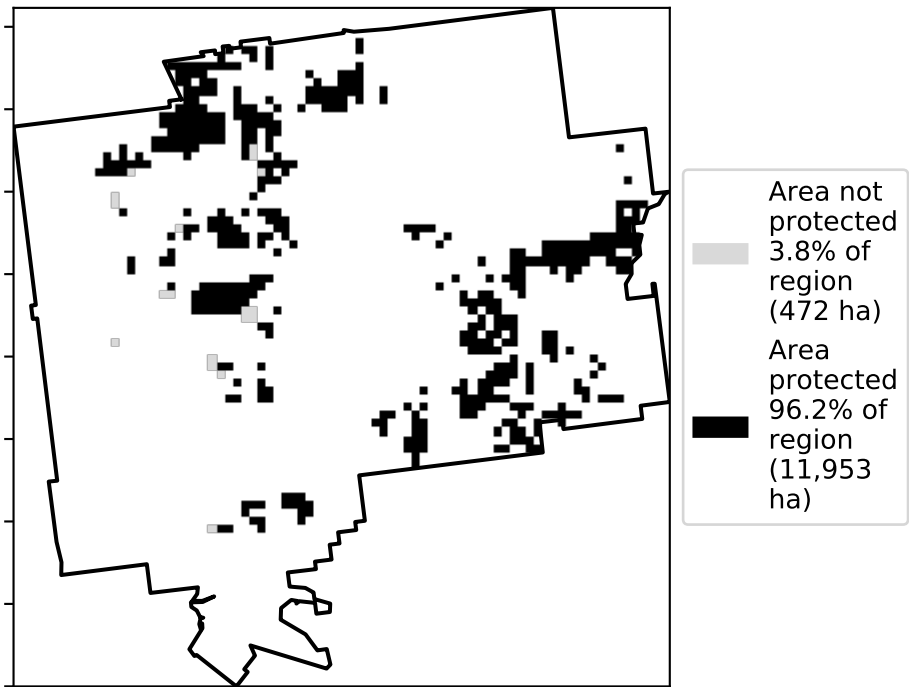 Area not
protected
3.8% of
region
(472 ha)
Area
protected
96.2% of
region
(11,953
ha)